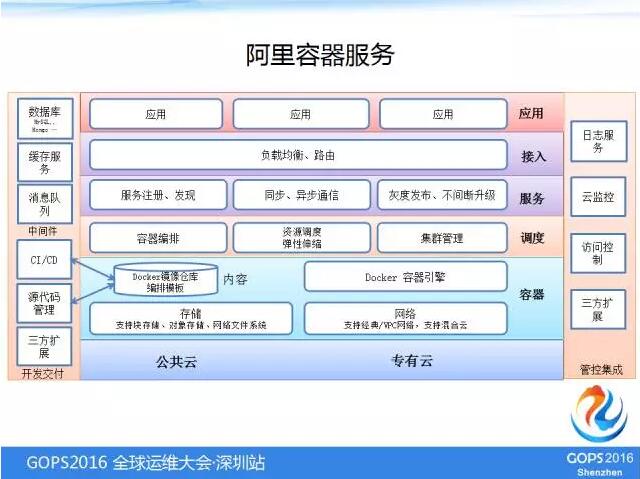 阿里容器服务
数据库
MySQL,
Mongo ...
缓存服
务
消息队
列
中间件
CI/CD
源代码
管理
三方扩
展
开发交付
应用
应用
应用
应用
负载均衡、路由
接入
服务注册、发现
同步、异步通信
灰度发布、不间断升级
服务
容器编排
资源调度
弹性伸缩
集群管理
调度
Docker镜像仓库
编排模板
内容
Docker 容器引擎
容器
存储
支持块存储、对象存储、网络文件系统
网络
支持经典/VPC网络，支持混合云
公共云
专有云
日志服
务
云监控
访问控
制
三方扩
展
管控集成
GOPS2016 全球运维大会·深圳站
GOPS2016
Shenzhen